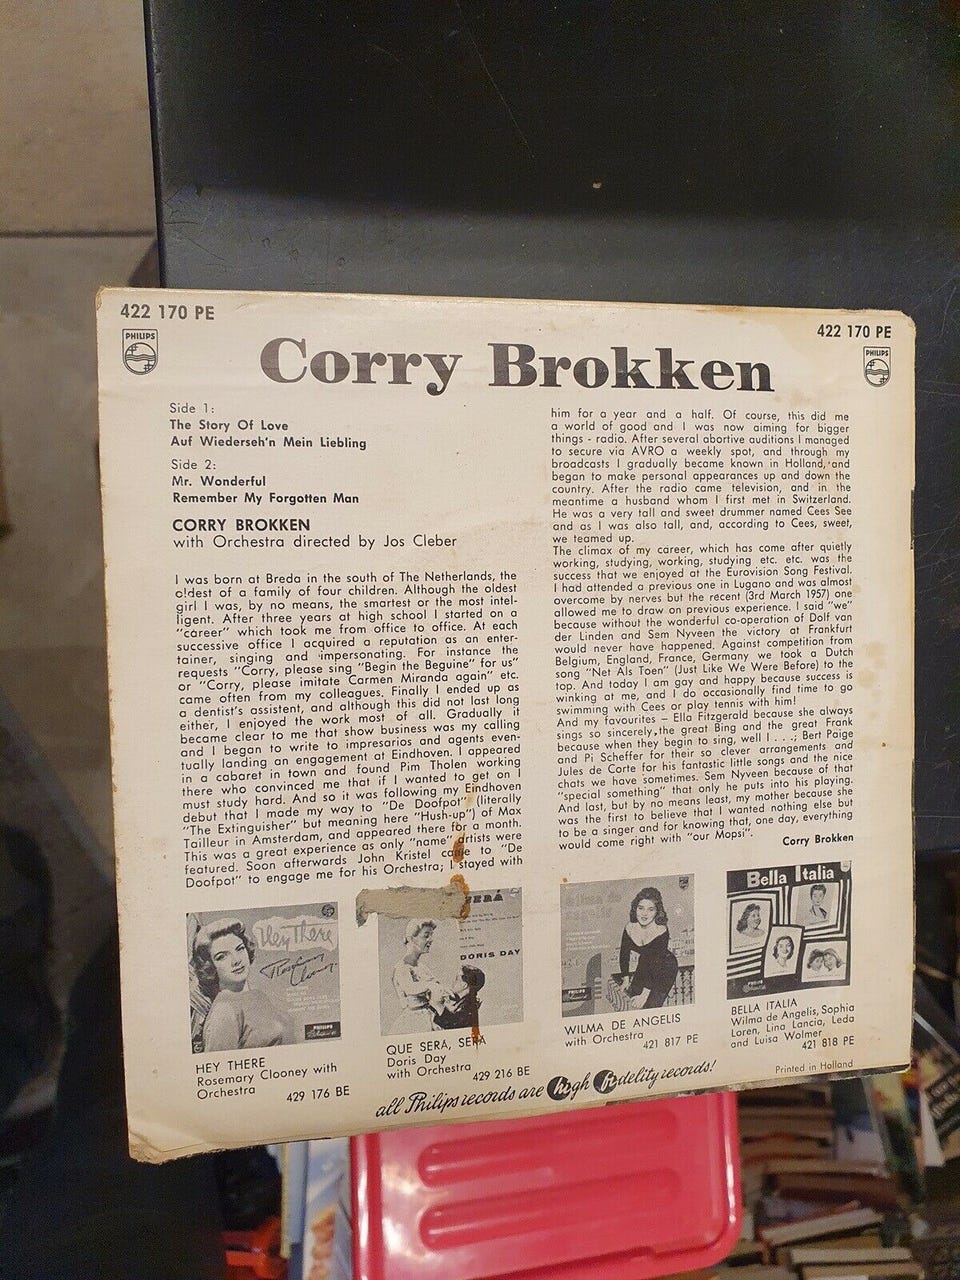 422 170 PE
422 170 PE
PHILIPS
PHILIPS
Corry Brokken
Side 1:
The Story Of Love
Auf Wiederseh'n Mein Liebling
Side 2:
Mr. Wonderful
Remember My Forgotten Man
CORRY BROKKEN
with Orchestra directed by Jos Cleber
I was born at Breda in the south of The Netherlands, the
oldest of a family of four children. Although the oldest
girl I was, by no means, the smartest or the most intel-
ligent. After three years at high school I started on a
"career" which took me from office to office. At each
successive office I acquired a reputation as an enter-
tainer, singing and impersonating. For instance the
requests "Corry, please sing "Begin the Beguine" for us"
or "Corry, please imitate Carmen Miranda again" etc.
came often from my colleagues. Finally I ended up as
a dentist's assistent, and although this did not last long
either, I enjoyed the work most of all. Gradually it
became clear to me that show business was my calling
and I began to write to impresarios and agents even-
tually landing an engagement at Eindhoven. I appeared
in a cabaret in town and found Pim Tholen working
there who convinced me that if I wanted to get on I
must study hard. And so it was following my Eindhoven
debut that I made my way to "De Doofpot" (literally
"The Extinguisher" but meaning here "Hush-up") of Max
Tailleur in Amsterdam, and appeared there for a month.
This was a great experience as only "name" artists were
featured. Soon afterwards John Kristel came to "De
Doofpot" to engage me for his Orchestra; I stayed with
him for a year and a half. Of course, this did me
a world of good and I was now aiming for bigger
things - radio. After several abortive auditions I managed
to secure via AVRO a weekly spot, and through my
broadcasts I gradually became known in Holland, and
began to make personal appearances up and down the
country. After the radio came television, and in the
meantime a husband whom I first met in Switzerland.
He was a very tall and sweet drummer named Cees See
and as I was also tall, and, according to Cees, sweet,
we teamed up.
The climax of my career, which has come after quietly
working, studying, working, studying etc. etc. was the
success that we enjoyed at the Eurovision Song Festival.
I had attended a previous one in Lugano and was almost
overcome by nerves but the recent (3rd March 1957) one
allowed me to draw on previous experience. I said "we"
because without the wonderful co-operation of Dolf van
der Linden and Sem Nyveen the victory at Frankfurt
would never have happened. Against competition from
Belgium, England, France, Germany we took a Dutch
song "Net Als Toen" (Just Like We Were Before) to the
top. And today I am gay and happy because success is
winking at me, and I do occasionally find time to go
swimming with Cees or play tennis with him!
And my favourites – Ella Fitzgerald because she always
sings so sincerely, the great Bing and the great Frank
because when they begin to sing, well I . . .; Bert Paige
and Pi Scheffer for their so clever arrangements and
Jules de Corte for his fantastic little songs and the nice
chats we have sometimes. Sem Nyveen because of that
"special something" that only he puts into his playing.
And last, but by no means least, my mother because she
was the first to believe that I wanted nothing else but
to be a singer and for knowing that, one day, everything
would come right with "our Mopsi".
Corry Brokken
Hey There
Rosemary Clooney
PHILIPS
DORIS DAY
wilma de angelis
PHILIPS
Bella Italia
PHILIPS
HEY THERE
Rosemary Clooney with
Orchestra
429 176 BE
QUE SERA, SERA
Doris Day
with Orchestra
429 216 BE
WILMA DE ANGELIS
with Orchestra
421 817 PE
BELLA ITALIA
Wilma de Angelis, Sophia
Loren, Lina Lancia, Leda
and Luisa Wolmer
421 818 PE
all Philips records are high fidelity records!
Printed in Holland